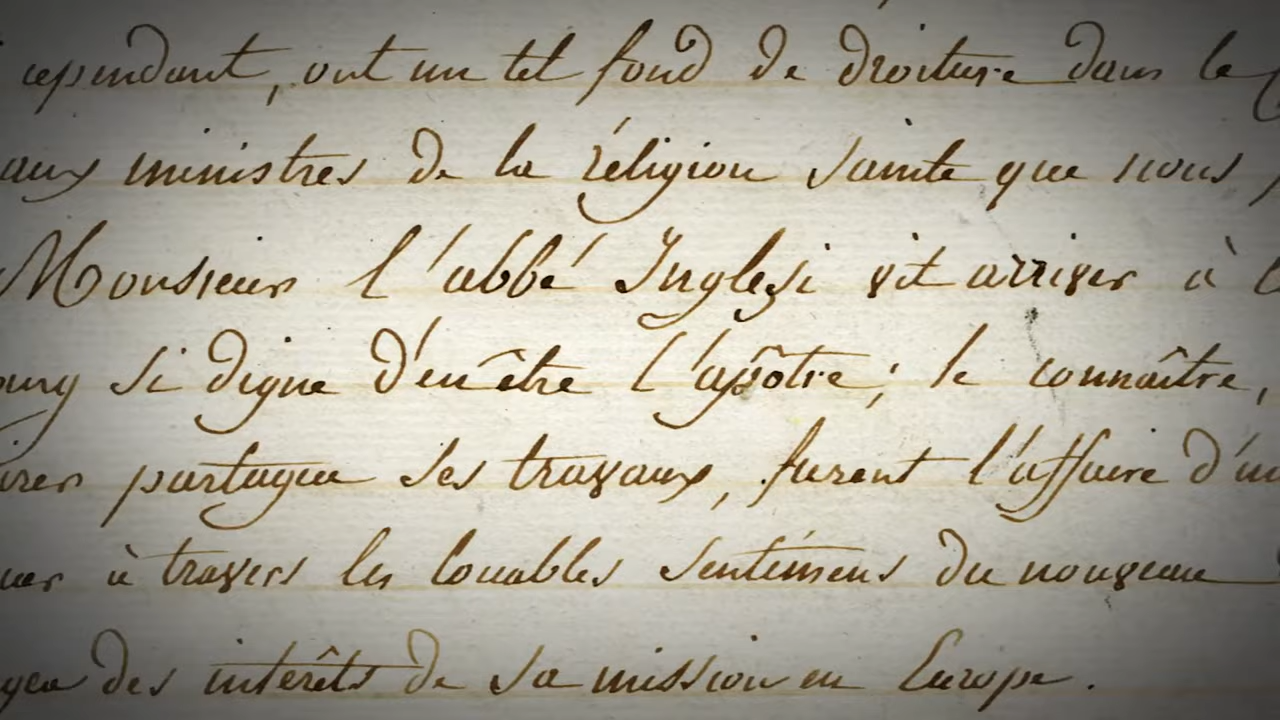 cependant, ont un tel fond de droiture dans le
aux ministres de la réligion sainte que nous
Monsieur l'abbé Inglesi vit arriver à
si digne d'en être l'apôtre; le connaître,
partager ses travaux, furent l'affaire d'un
à travers les louables sentimens du nouveau
des intérêts de sa mission en Europe.